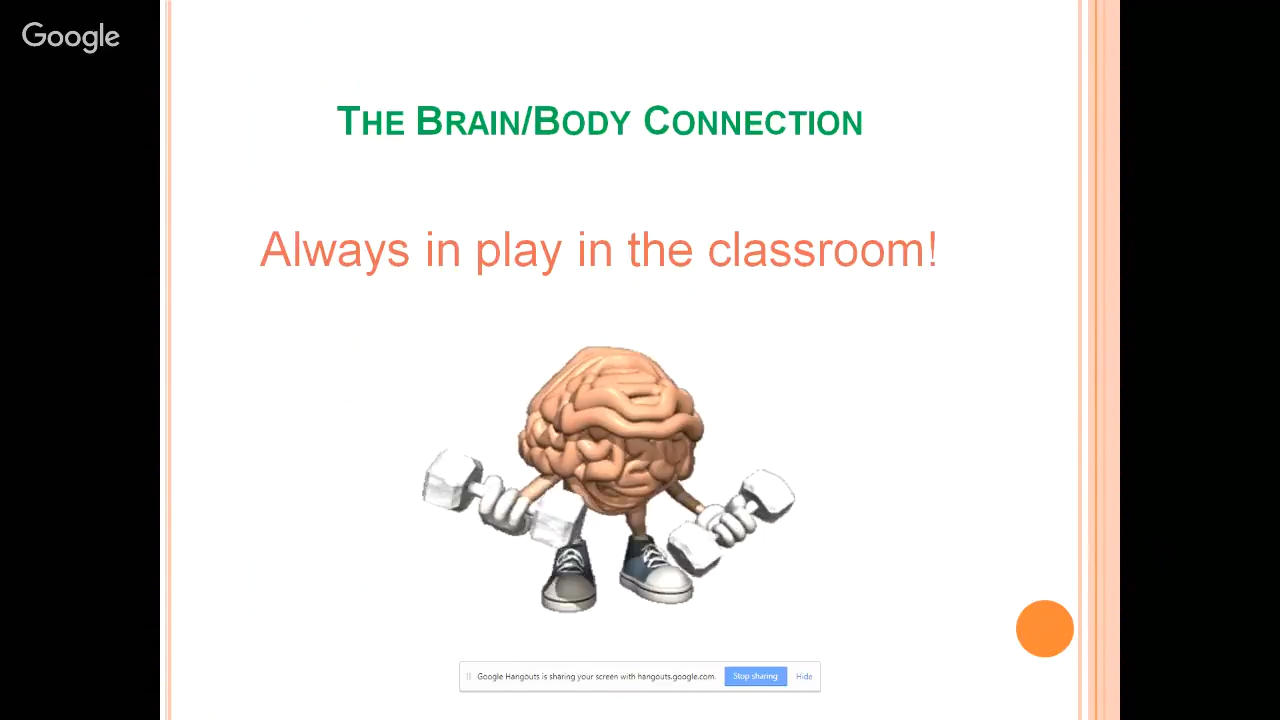 Google
THE BRAIN/BODY CONNECTION
Always in play in the classroom!
Google Hangouts is sharing your screen with hangouts.google.com. Stop sharing Hide